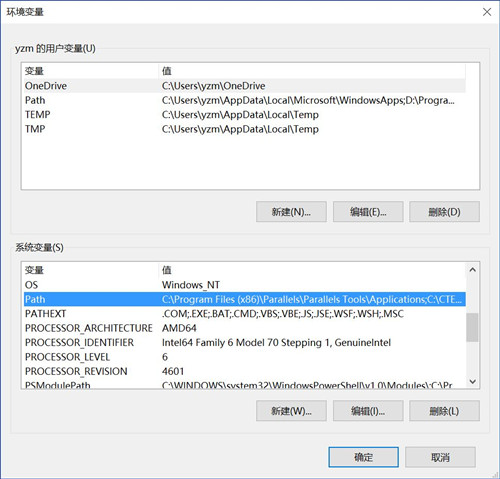 环境变量
yzm 的用户变量(U)
变量 值
OneDrive C:\Users\yzm\OneDrive
Path C:\Users\yzm\AppData\Local\Microsoft\WindowsApps;D:\Progra...
TEMP C:\Users\yzm\AppData\Local\Temp
TMP C:\Users\yzm\AppData\Local\Temp
新建(N)... 编辑(E)... 删除(D)
系统变量(S)
变量 值
OS Windows_NT
Path C:\Program Files (x86)\Parallels\Parallels Tools\Applications;C:\CTE...
PATHEXT .COM;.EXE;.BAT;.CMD;.VBS;.VBE;.JS;.JSE;.WSF;.WSH;.MSC
PROCESSOR_ARCHITECTURE AMD64
PROCESSOR_IDENTIFIER Intel64 Family 6 Model 70 Stepping 1, GenuineIntel
PROCESSOR_LEVEL 6
PROCESSOR_REVISION 4601
PSModulePath C:\WINDOWS\system32\WindowsPowerShell\v1.0\Modules\;C:\Pr...
新建(W)... 编辑(I)... 删除(L)
确定 取消